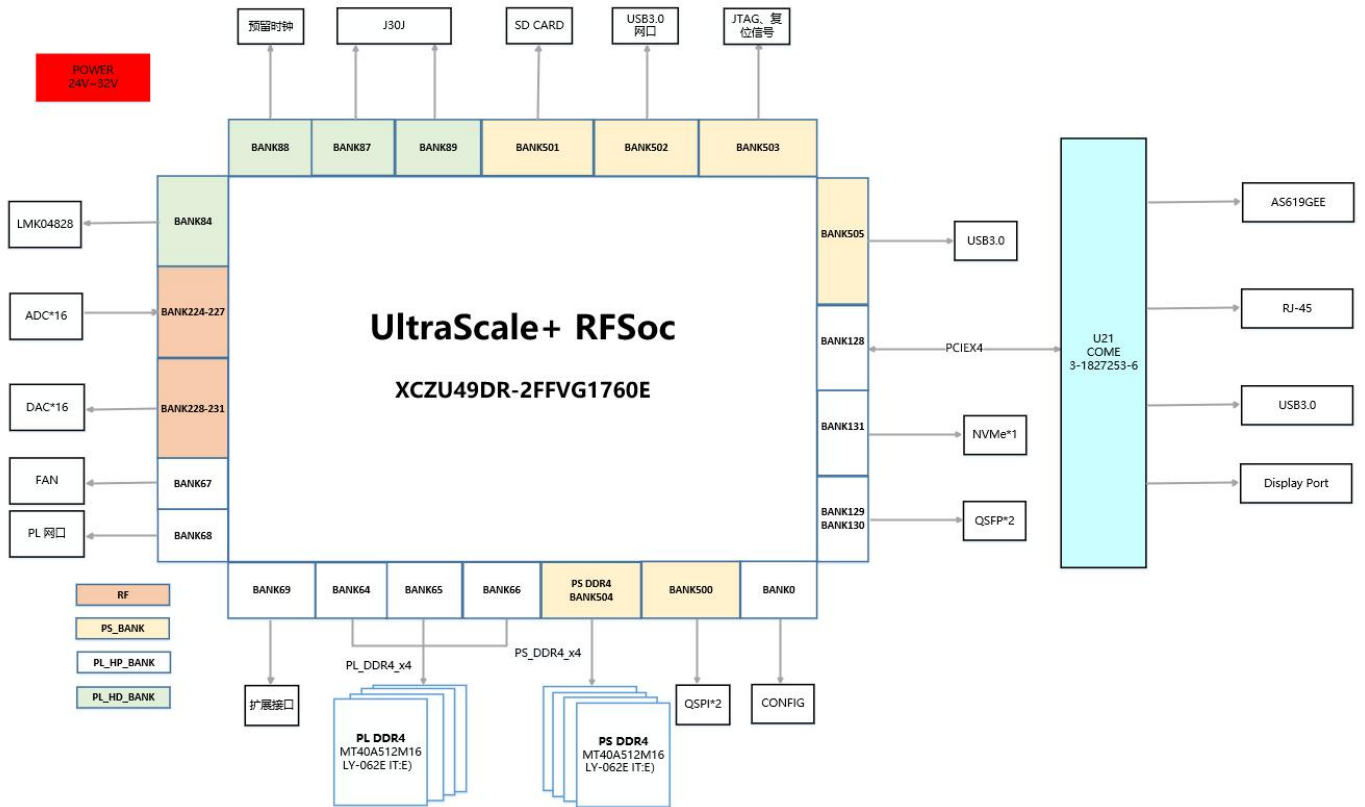 预留时钟
J30J
SD CARD
USB3.0
网口
JTAG、复
位信号
POWER
24V~32V
BANK88
BANK87
BANK89
BANK501
BANK502
BANK503
LMK04828
BANK84
ADC*16
BANK224-227
DAC*16
BANK228-231
FAN
BANK67
PL 网口
BANK68
UltraScale+ RFSoc
XCZU49DR-2FFVG1760E
BANK505
USB3.0
BANK128
PCIEX4
BANK131
NVMe*1
BANK129
BANK130
QSFP*2
U21
COME
3-1827253-6
AS619GEE
RJ-45
USB3.0
Display Port
BANK69
BANK64
BANK65
BANK66
PS DDR4
BANK504
BANK500
BANK0
RF
PS_BANK
PL_HP_BANK
PL_HD_BANK
PL_DDR4_x4
PS_DDR4_x4
扩展接口
PL DDR4
MT40A512M16
LY-062E IT:E)
PS DDR4
MT40A512M16
LY-062E IT:E)
QSPI*2
CONFIG